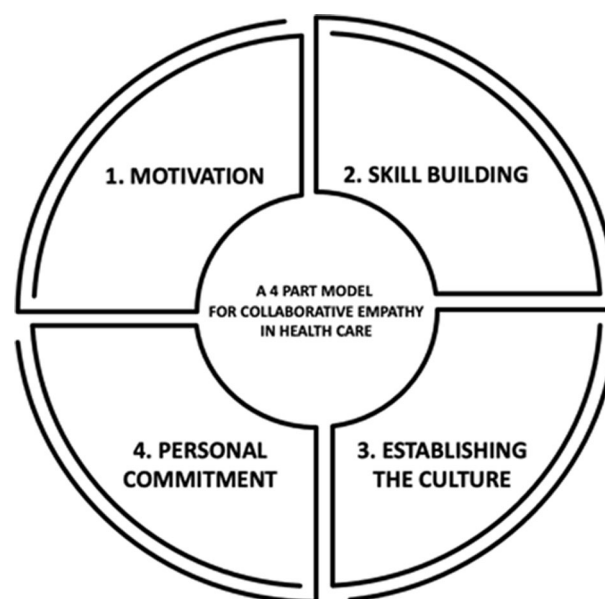 1. MOTIVATION
2. SKILL BUILDING
A 4 PART MODEL
FOR COLLABORATIVE EMPATHY
IN HEALTH CARE
4. PERSONAL
COMMITMENT
3. ESTABLISHING
THE CULTURE